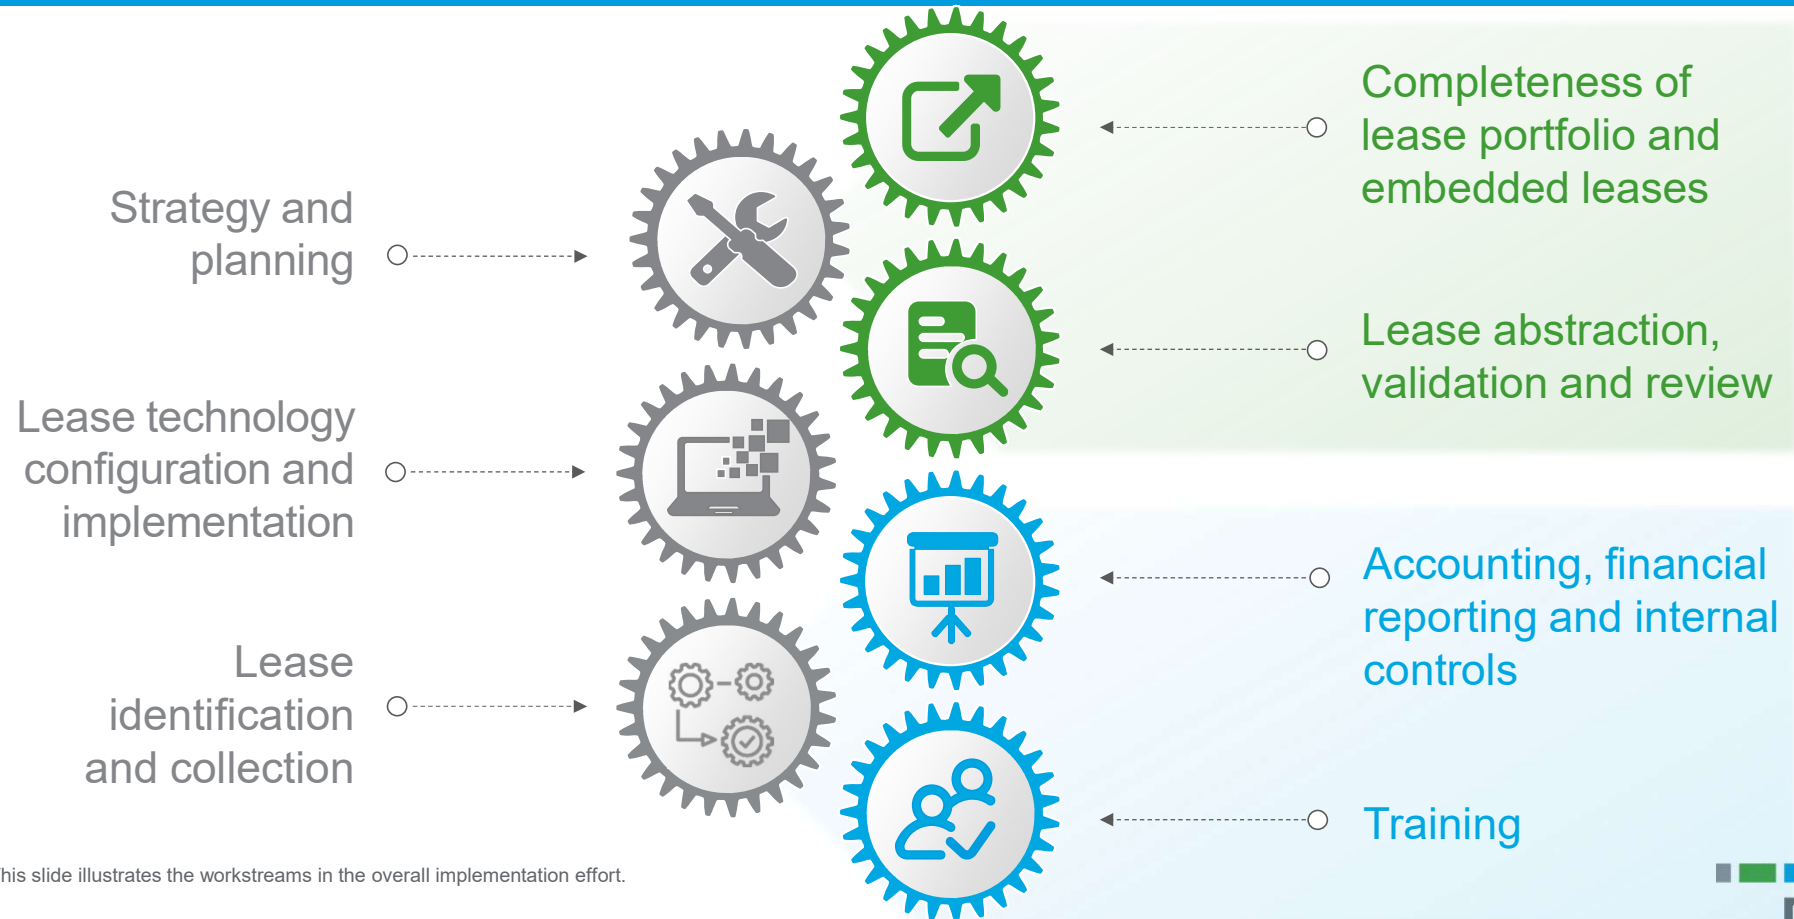 Strategy and
planning
Lease technology
configuration and
implementation
Lease
identification
and collection
Completeness of
lease portfolio and
embedded leases
Lease abstraction,
validation and review
Accounting, financial
reporting and internal
controls
Training
This slide illustrates the workstreams in the overall implementation effort.